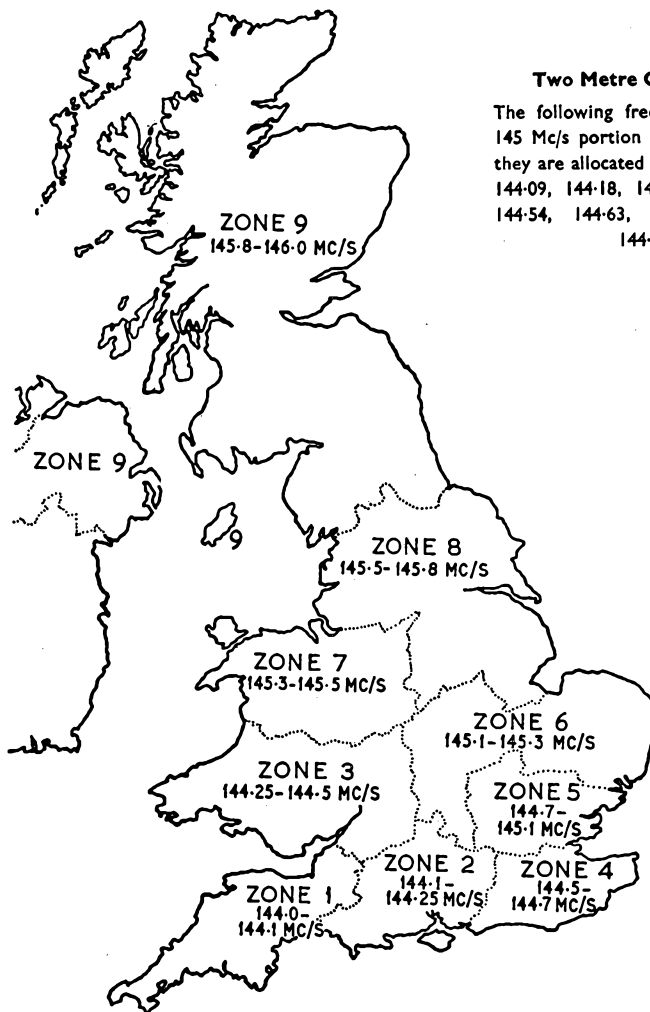 Two Metre
The following
145 Mc/s portion
they are allocated
144·09, 144·18,
144·54, 144·63,
ZONE 9
145·8–146·0 MC/S
ZONE 9
9
ZONE 8
145·5–145·8 MC/S
ZONE 7
145·3–145·5 MC/S
ZONE 6
145·1–145·3 MC/S
ZONE 3
144·25–144·5 MC/S
ZONE 5
144·7–
145·1 MC/S
ZONE 2
144·1–
144·25 MC/S
ZONE 4
144·5–
144·7 MC/S
ZONE 1
144·0–
144·1 MC/S